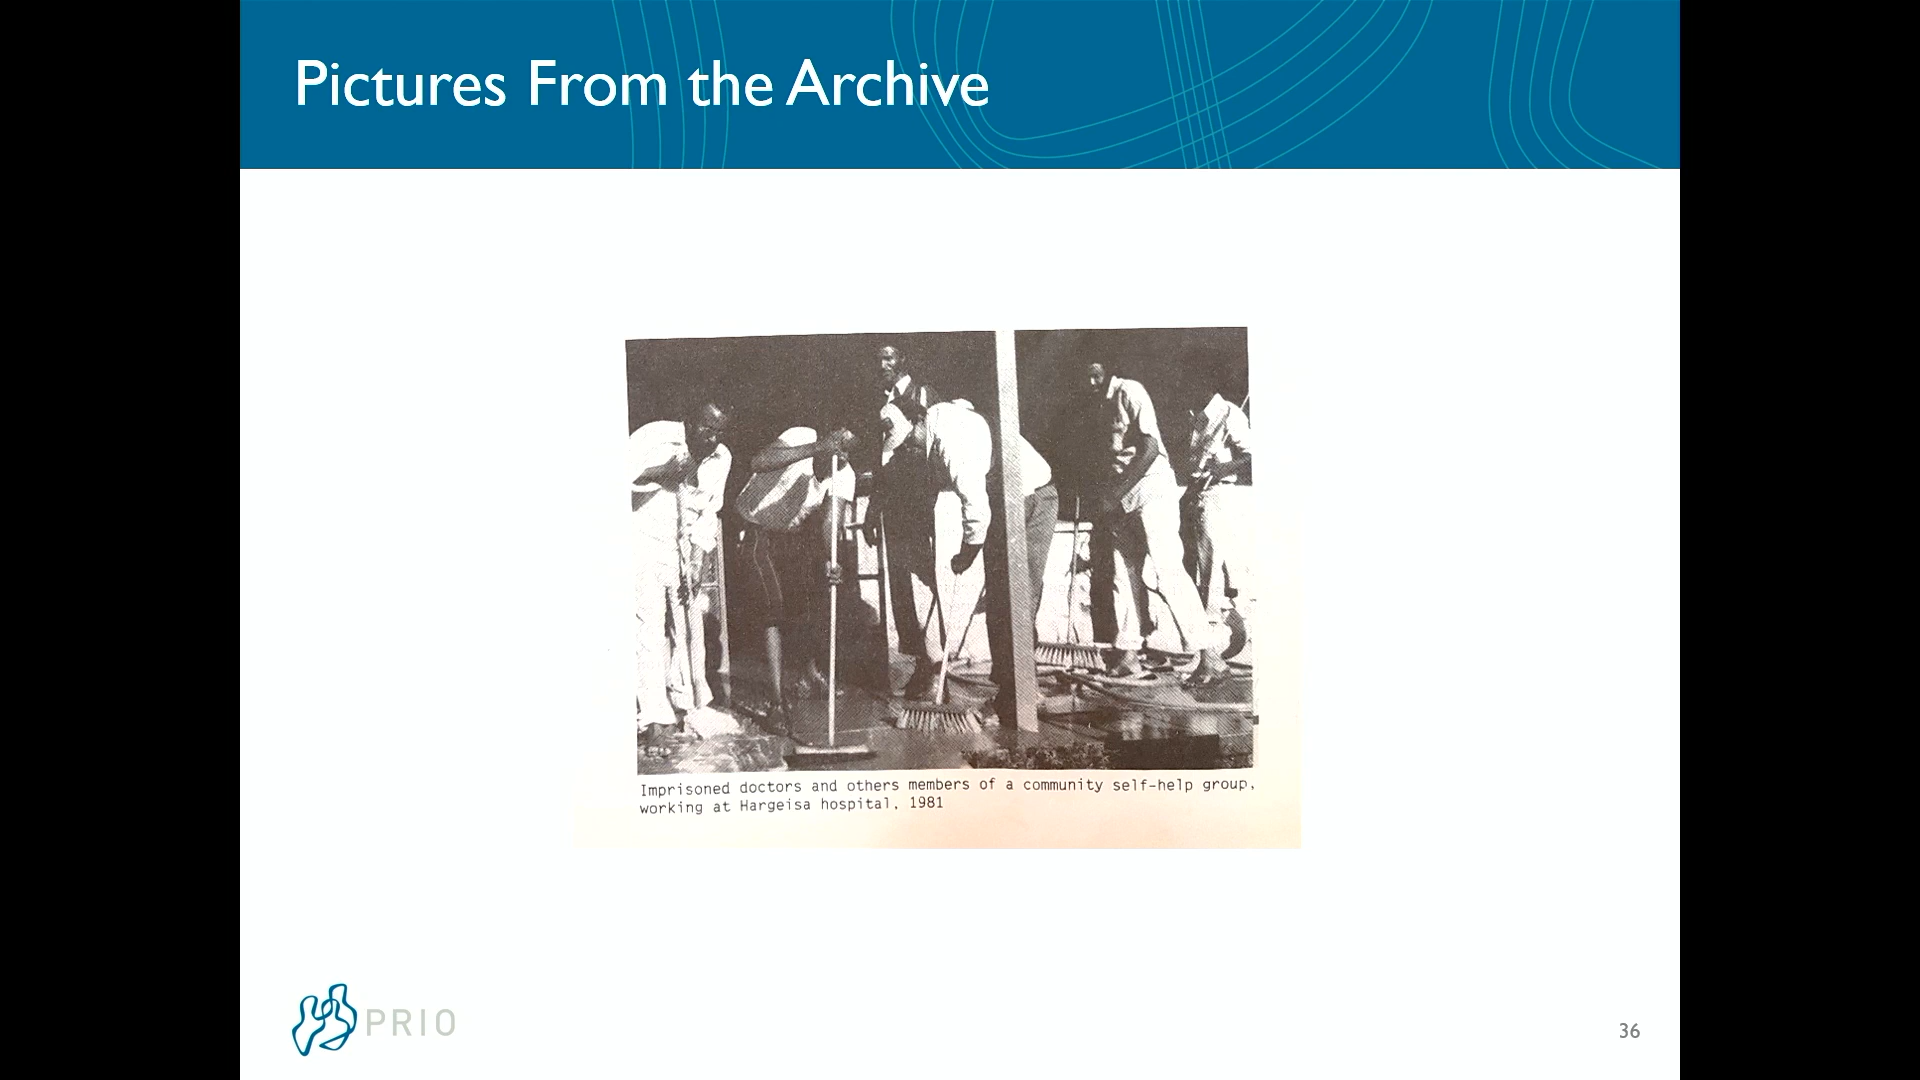 Pictures From the Archive
Imprisoned doctors and others members of a community self-help group,
working at Hargeisa hospital, 1981
PRIO
36